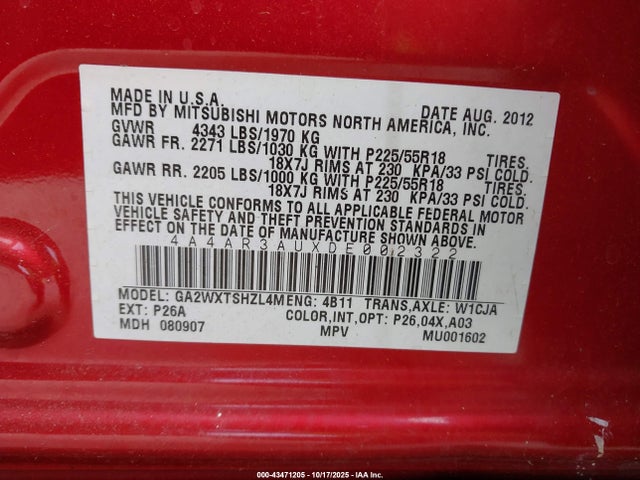 MADE IN U.S.A. DATE AUG. 2012
MFD BY MITSUBISHI MOTORS NORTH AMERICA, INC.
GVWR 4343 LBS/1970 KG
GAWR FR. 2271 LBS/1030 KG WITH P225/55R18 TIRES.
18X7J RIMS AT 230 KPA/33 PSI COLD.
GAWR RR. 2205 LBS/1000 KG WITH P225/55R18 TIRES.
18X7J RIMS AT 230 KPA/33 PSI COLD.
THIS VEHICLE CONFORMS TO ALL APPLICABLE FEDERAL MOTOR
VEHICLE SAFETY AND THEFT PREVENTION STANDARDS IN
EFFECT ON THE DATE OF MANUFACTURE SHOWN ABOVE.
4A4AR3AUXDE002322
MODEL: GA2WXTSHZL4M ENG: 4B11 TRANS,AXLE: W1CJA
EXT: P26A COLOR,INT,OPT: P26,04X,A03
MDH 080907 MPV MU001602
000-43471205 - 10/17/2025 - IAA Inc.